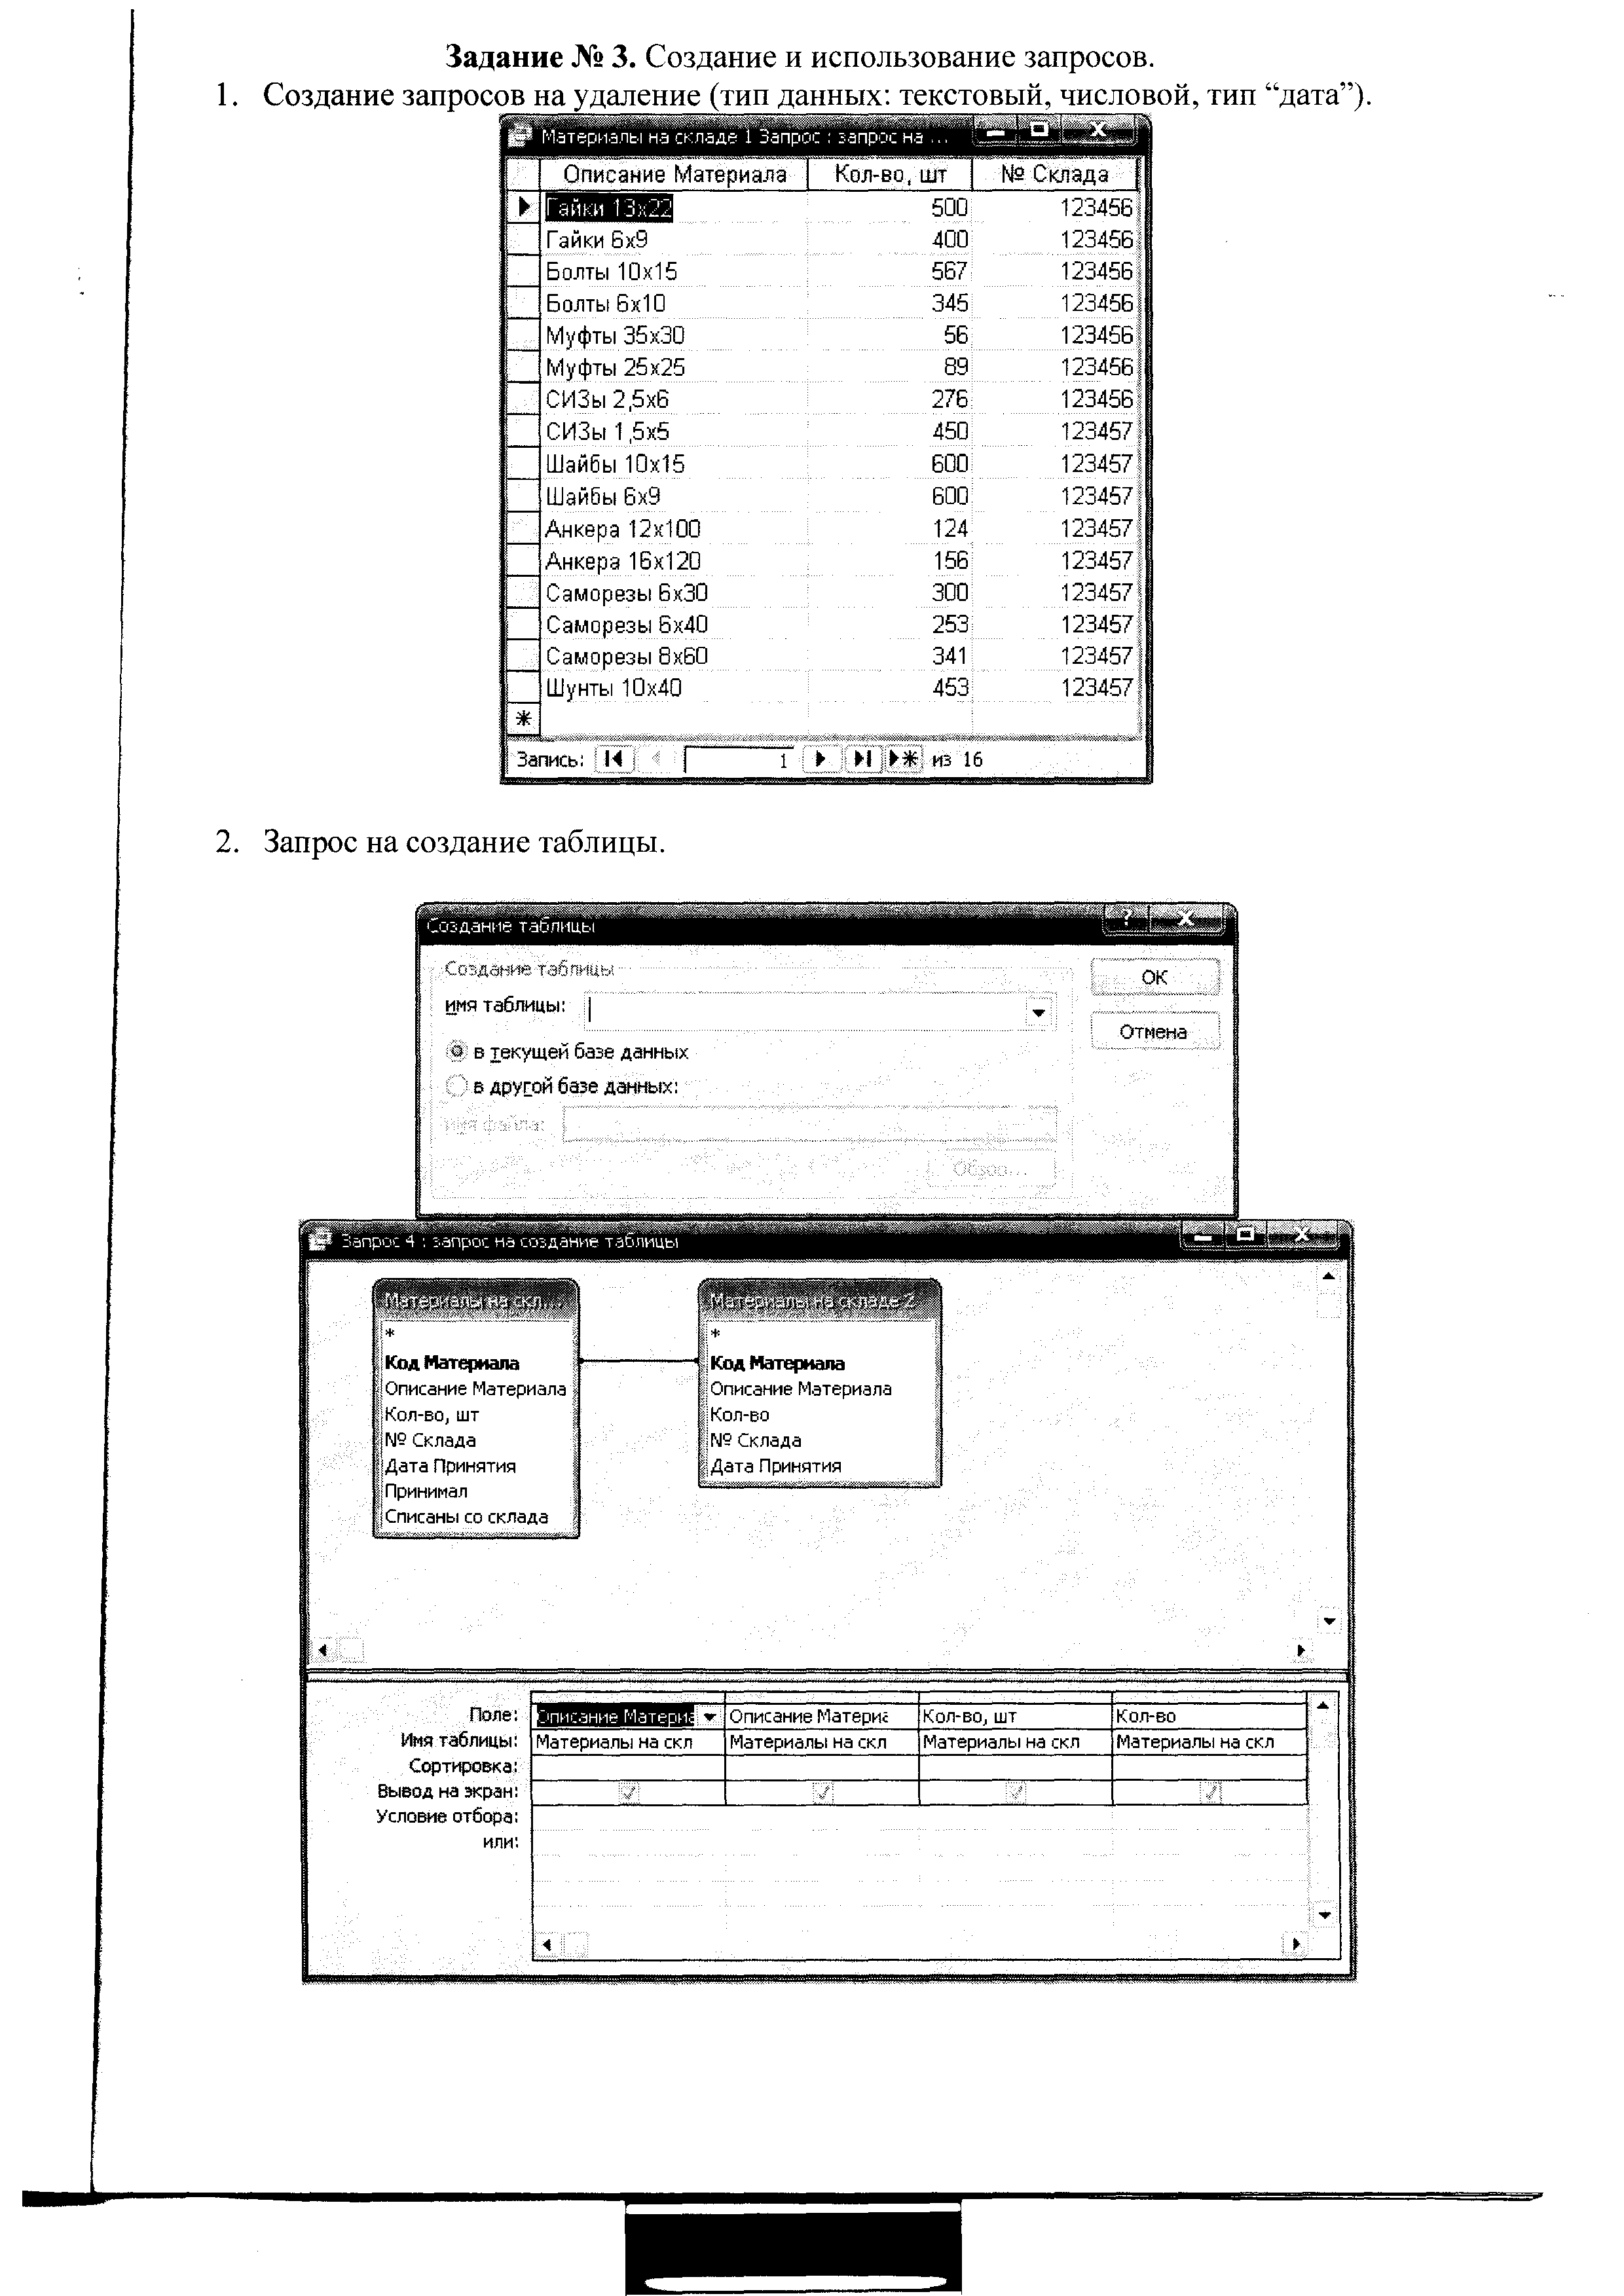 Задание № 3. Создание и использование запросов.
1. Создание запросов на удаление (тип данных: текстовый, числовой, тип “дата”).
Материалы на складе 1 Запрос : запрос на ...
Описание Материала Кол-во, шт № Склада
Гайки 13х22 500 123456
Гайки 6х9 400 123456
Болты 10х15 567 123456
Болты 6х10 345 123456
Муфты 35х30 56 123456
Муфты 25х25 89 123456
СИЗы 2,5х6 276 123456
СИЗы 1,5х5 450 123457
Шайбы 10х15 600 123457
Шайбы 6х9 600 123457
Анкера 12х100 124 123457
Анкера 16х120 156 123457
Саморезы 6х30 300 123457
Саморезы 6х40 253 123457
Саморезы 8х60 341 123457
Шунты 10х40 453 123457
Запись: 1 из 16
2. Запрос на создание таблицы.
Создание таблицы
Создание таблицы
имя таблицы:
ОК
Отмена
в текущей базе данных
в другой базе данных:
имя файла:
Обзор...
Запрос 4 : запрос на создание таблицы
Материалы на скл...
*
Код Материала
Описание Материала
Кол-во, шт
№ Склада
Дата Принятия
Принимал
Списаны со склада
Материалы на складе 2
*
Код Материала
Описание Материала
Кол-во
№ Склада
Дата Принятия
Поле: Описание Материа Описание Материа Кол-во, шт Кол-во
Имя таблицы: Материалы на скл Материалы на скл Материалы на скл Материалы на скл
Сортировка:
Вывод на экран:
Условие отбора:
или: